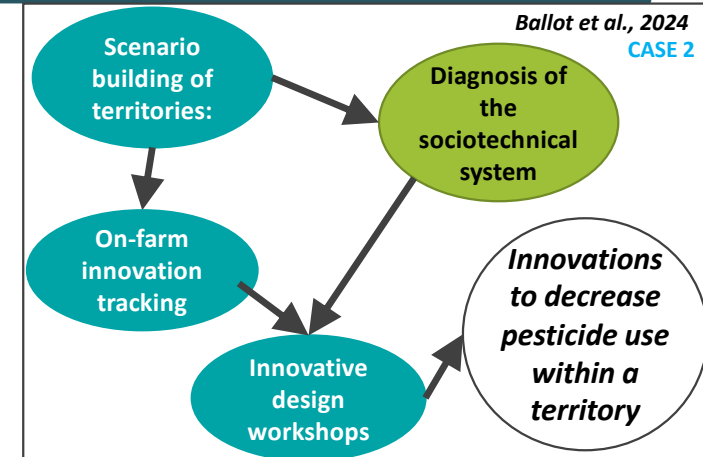 Ballot et al., 2024
CASE 2
Scenario
building of
territories:
Diagnosis of
the
sociotechnical
system
On-farm
innovation
tracking
Innovative
design
workshops
Innovations
to decrease
pesticide use
within a
territory